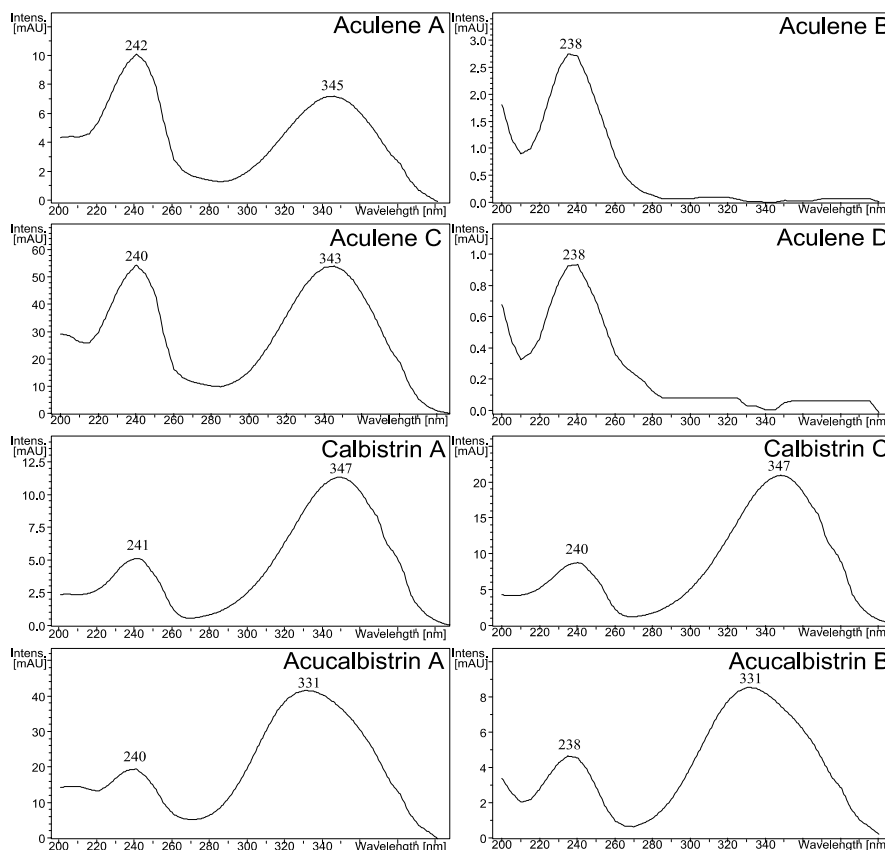 Intens.
[mAU]
Aculene A
242
345
10
8
6
4
2
0
200 220 240 260 280 300 320 340 Wavelength [nm]
Intens.
[mAU]
Aculene B
238
3.0
2.5
2.0
1.5
1.0
0.5
0.0
200 220 240 260 280 300 320 340 Wavelength [nm]
Intens.
[mAU]
Aculene C
240
343
60
50
40
30
20
10
0
200 220 240 260 280 300 320 340 Wavelength [nm]
Intens.
[mAU]
Aculene D
238
1.0
0.8
0.6
0.4
0.2
0.0
200 220 240 260 280 300 320 340 Wavelength [nm]
Intens.
[mAU]
Calbistrin A
347
241
12.5
10.0
7.5
5.0
2.5
0.0
200 220 240 260 280 300 320 340 Wavelength [nm]
Intens.
[mAU]
Calbistrin C
347
240
20
15
10
5
0
200 220 240 260 280 300 320 340 Wavelength [nm]
Intens.
[mAU]
Acucalbistrin A
331
240
40
30
20
10
0
200 220 240 260 280 300 320 340 Wavelength [nm]
Intens.
[mAU]
Acucalbistrin B
331
238
8
6
4
2
0
200 220 240 260 280 300 320 340 Wavelength [nm]